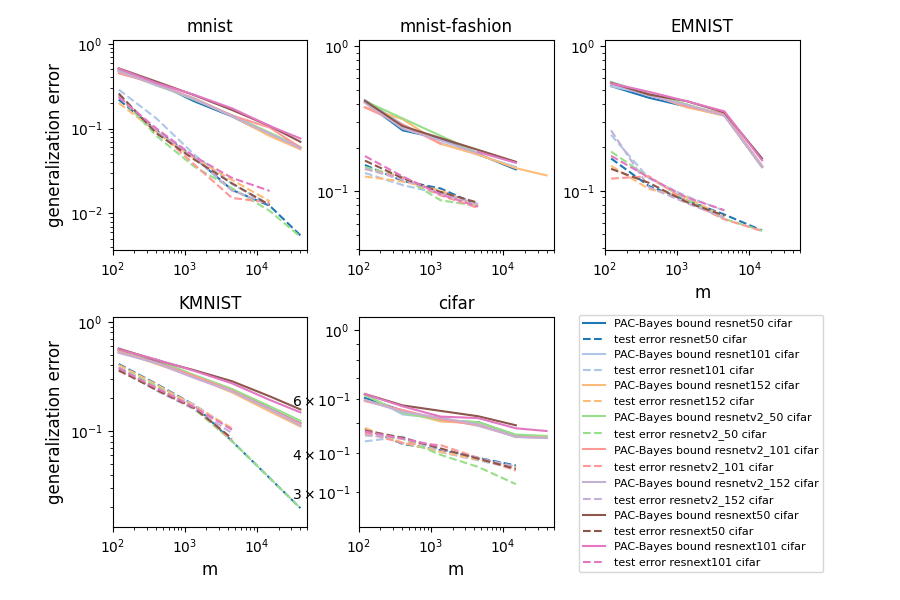 mnist
mnist-fashion
EMNIST
generalization error
10⁰
10⁻¹
10⁻²
10² 10³ 10⁴
10⁰
10⁻¹
10² 10³ 10⁴
10⁰
10⁻¹
10² 10³ 10⁴
m
KMNIST
cifar
generalization error
10⁰
10⁻¹
10² 10³ 10⁴
m
10⁰
6 × 10⁻¹
4 × 10⁻¹
3 × 10⁻¹
10² 10³ 10⁴
m
PAC-Bayes bound resnet50 cifar
test error resnet50 cifar
PAC-Bayes bound resnet101 cifar
test error resnet101 cifar
PAC-Bayes bound resnet152 cifar
test error resnet152 cifar
PAC-Bayes bound resnetv2_50 cifar
test error resnetv2_50 cifar
PAC-Bayes bound resnetv2_101 cifar
test error resnetv2_101 cifar
PAC-Bayes bound resnetv2_152 cifar
test error resnetv2_152 cifar
PAC-Bayes bound resnext50 cifar
test error resnext50 cifar
PAC-Bayes bound resnext101 cifar
test error resnext101 cifar